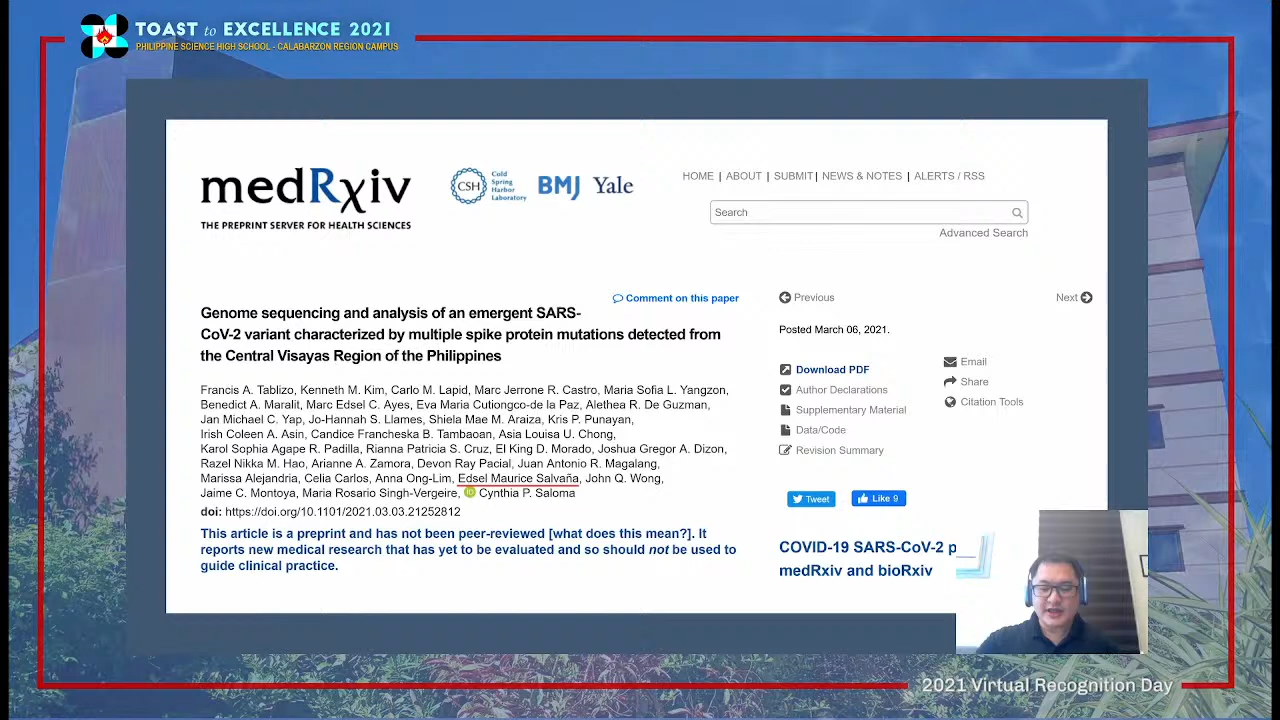 TOAST to EXCELLENCE 2021
PHILIPPINE SCIENCE HIGH SCHOOL - CALABARZON REGION CAMPUS
medRxiv
THE PREPRINT SERVER FOR HEALTH SCIENCES
CSH
Cold
Spring
Harbor
Laboratory
BMJ
Yale
HOME | ABOUT | SUBMIT | NEWS & NOTES | ALERTS / RSS
Search
Advanced Search
Comment on this paper
Genome sequencing and analysis of an emergent SARS-
CoV-2 variant characterized by multiple spike protein mutations detected from
the Central Visayas Region of the Philippines
Francis A. Tablizo, Kenneth M. Kim, Carlo M. Lapid, Marc Jerrone R. Castro, Maria Sofia L. Yangzon,
Benedict A. Maralit, Marc Edsel C. Ayes, Eva Maria Cutiongco-de la Paz, Alethea R. De Guzman,
Jan Michael C. Yap, Jo-Hannah S. Llames, Shiela Mae M. Araiza, Kris P. Punayan,
Irish Coleen A. Asin, Candice Francheska B. Tambaoan, Asia Louisa U. Chong,
Karol Sophia Agape R. Padilla, Rianna Patricia S. Cruz, El King D. Morado, Joshua Gregor A. Dizon,
Razel Nikka M. Hao, Arianne A. Zamora, Devon Ray Pacial, Juan Antonio R. Magalang,
Marissa Alejandria, Celia Carlos, Anna Ong-Lim, Edsel Maurice Salvaña, John Q. Wong,
Jaime C. Montoya, Maria Rosario Singh-Vergeire, iD Cynthia P. Saloma
doi: https://doi.org/10.1101/2021.03.03.21252812
This article is a preprint and has not been peer-reviewed [what does this mean?]. It
reports new medical research that has yet to be evaluated and so should not be used to
guide clinical practice.
Previous
Next
Posted March 06, 2021.
Download PDF
Author Declarations
Supplementary Material
Data/Code
Revision Summary
Email
Share
Citation Tools
Tweet
Like 9
COVID-19 SARS-CoV-2 p
medRxiv and bioRxiv
2021 Virtual Recognition Day